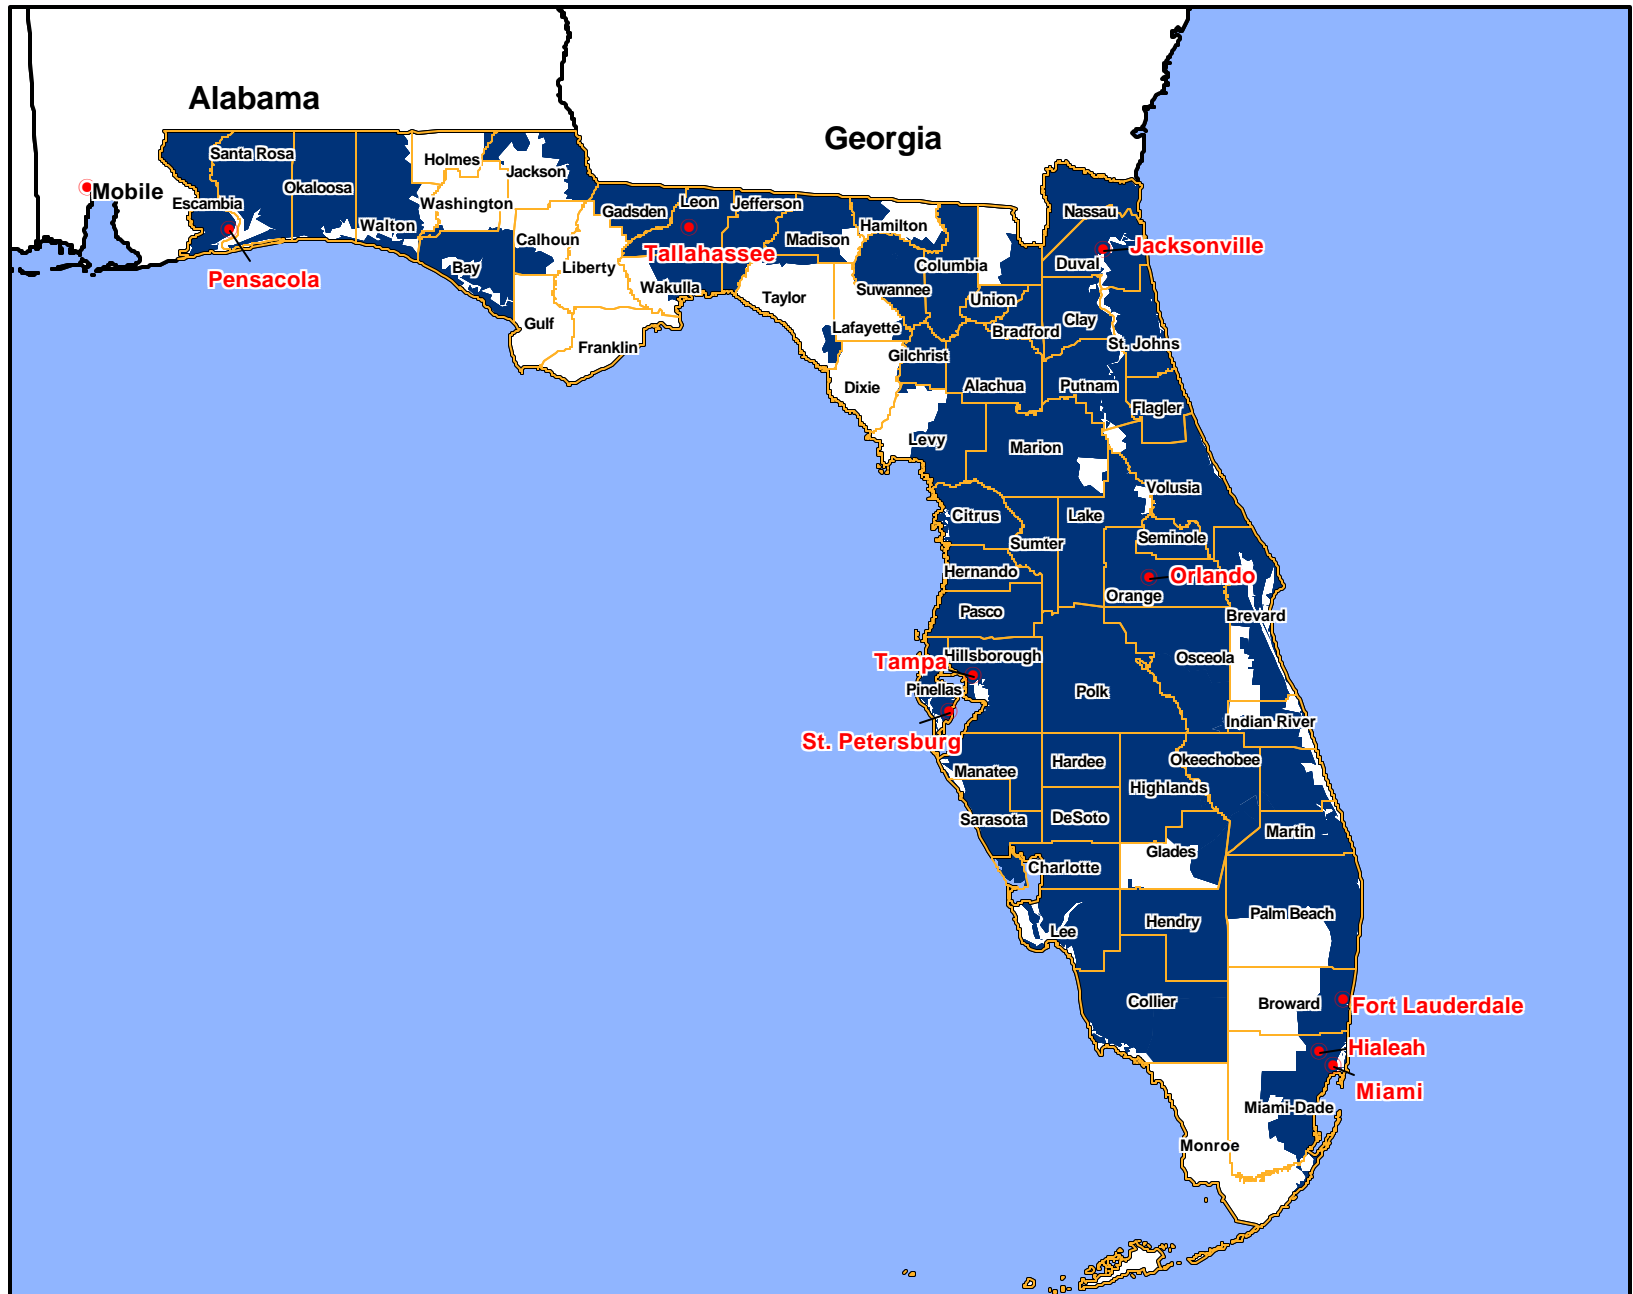 Alabama
Georgia
Santa Rosa
Holmes
Jackson
Okaloosa
Mobile
Escambia
Washington
Walton
Leon
Jefferson
Gadsden
Nassau
Hamilton
Calhoun
Madison
Jacksonville
Tallahassee
Bay
Liberty
Columbia
Duval
Pensacola
Wakulla
Suwannee
Taylor
Union
Gulf
Lafayette
Bradford
Clay
Franklin
St. Johns
Gilchrist
Dixie
Alachua
Putnam
Flagler
Levy
Marion
Volusia
Citrus
Lake
Sumter
Seminole
Hernando
Orlando
Orange
Pasco
Brevard
Hillsborough
Tampa
Osceola
Pinellas
Polk
Indian River
St. Petersburg
Manatee
Hardee
Okeechobee
Highlands
Sarasota
DeSoto
Martin
Glades
Charlotte
Palm Beach
Hendry
Lee
Collier
Broward
Fort Lauderdale
Hialeah
Miami
Miami-Dade
Monroe